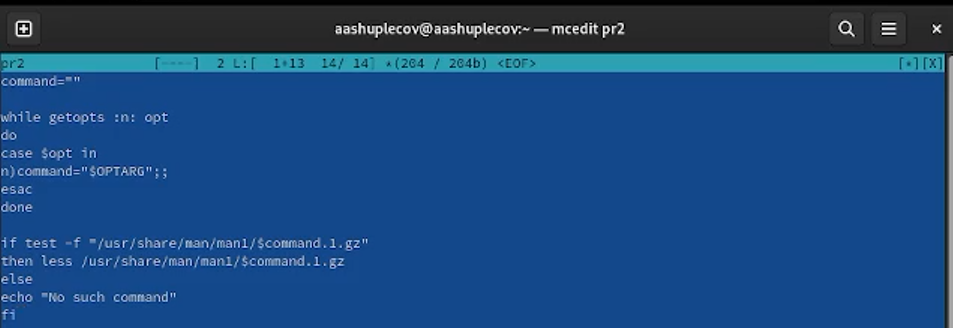 aashuplecov@aashuplecov:~ — mcedit pr2
pr2 [----] 2 L:[ 1+13 14/ 14] *(204 / 204b) <EOF> [*][X]
command=""
while getopts :n: opt
do
case $opt in
n)command="$OPTARG";;
esac
done
if test -f "/usr/share/man/man1/$command.1.gz"
then less /usr/share/man/man1/$command.1.gz
else
echo "No such command"
fi